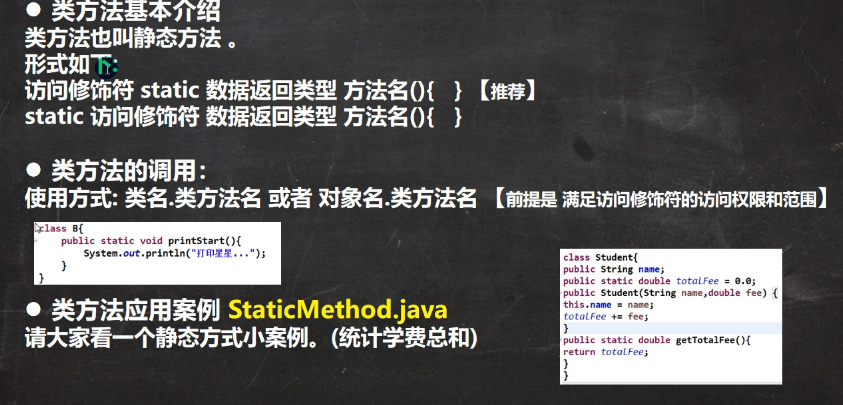 ● 类方法基本介绍
类方法也叫静态方法 。
形式如下:
访问修饰符 static 数据返回类型 方法名(){ } 【推荐】
static 访问修饰符 数据返回类型 方法名(){ }
● 类方法的调用:
使用方式: 类名.类方法名 或者 对象名.类方法名 【前提是 满足访问修饰符的访问权限和范围】
class B{
public static void printStart(){
System.out.println("打印星星...");
}
}
● 类方法应用案例 StaticMethod.java
请大家看一个静态方式小案例。(统计学费总和)
class Student{
public String name;
public static double totalFee = 0.0;
public Student(String name,double fee) {
this.name = name;
totalFee += fee;
}
public static double getTotalFee(){
return totalFee;
}
}